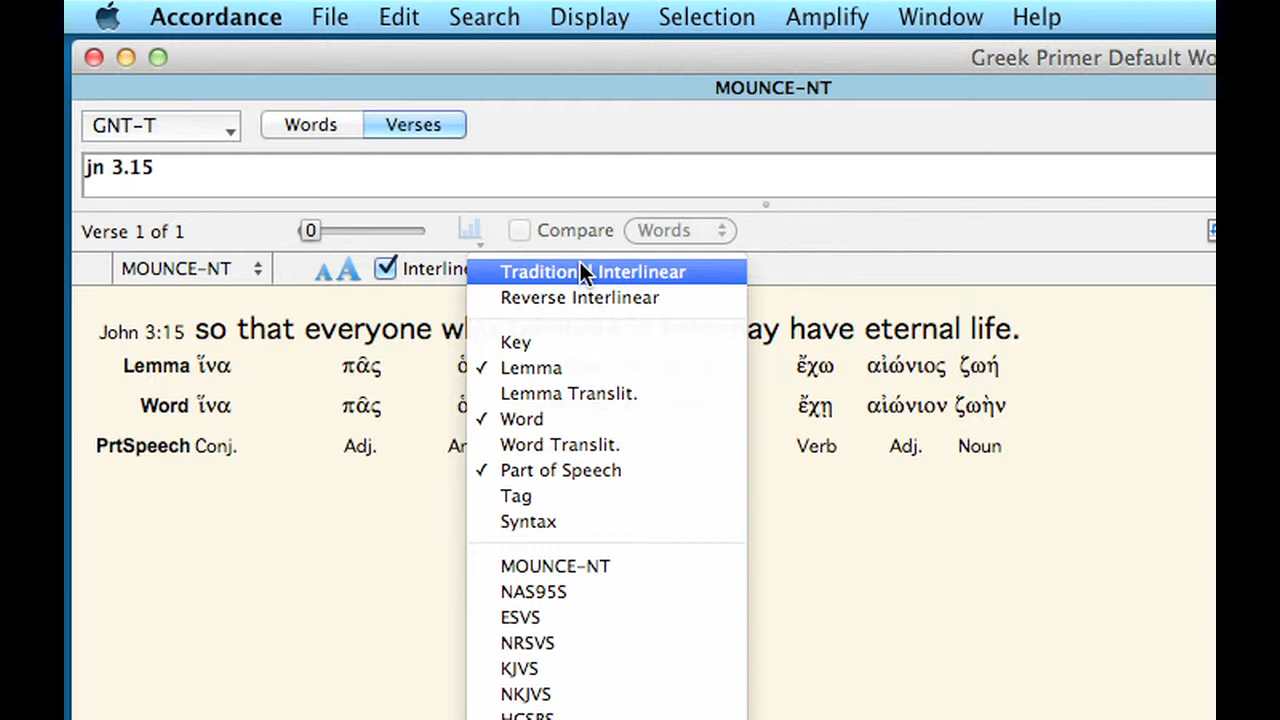 Accordance File Edit Search Display Selection Amplify Window Help
Greek Primer Default Wo
MOUNCE-NT
GNT-T Words Verses
jn 3.15
Verse 1 of 1 0 Compare Words
MOUNCE-NT AA Interline
Traditional Interlinear
Reverse Interlinear
Key
Lemma
Lemma Translit.
Word
Word Translit.
Part of Speech
Tag
Syntax
MOUNCE-NT
NAS95S
ESVS
NRSVS
KJVS
NKJVS
HCSBS
John 3:15 so that everyone wh ay have eternal life.
Lemma ἵνα πᾶς ὁ ἔχω αἰώνιος ζωή
Word ἵνα πᾶς ὁ ἔχῃ αἰώνιον ζωὴν
PrtSpeech Conj. Adj. Ar Verb Adj. Noun